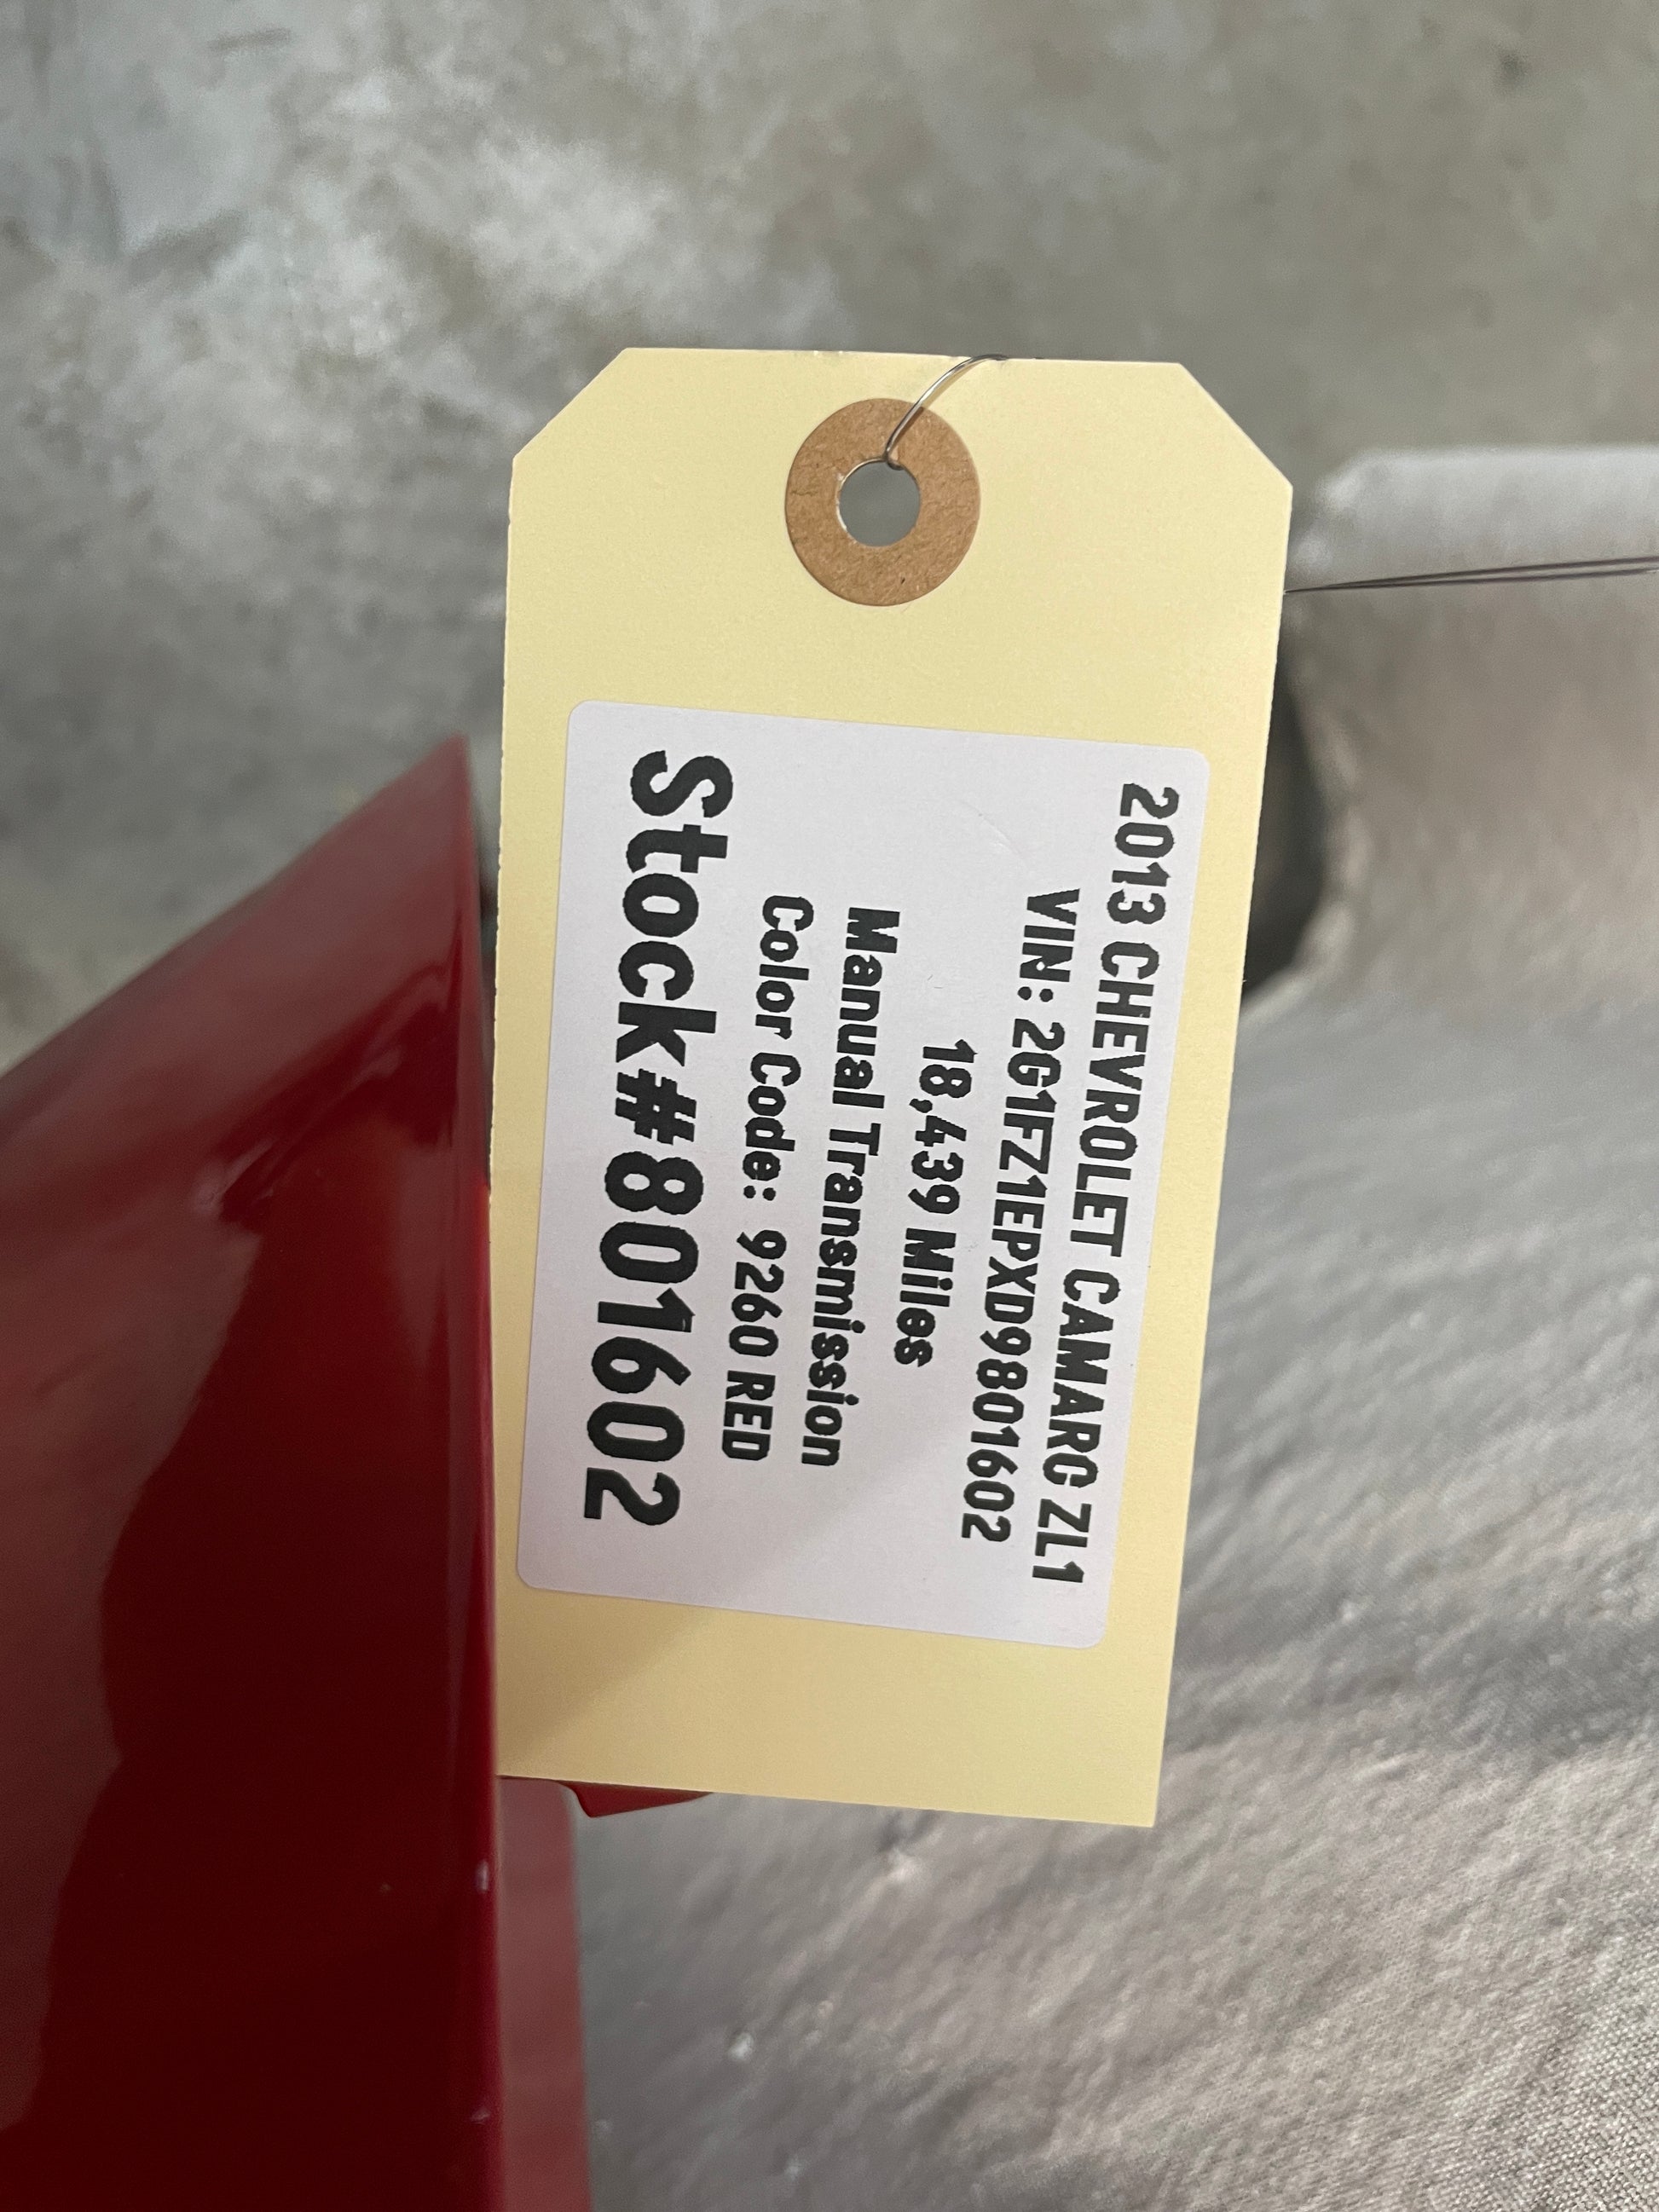 2013 CHEVROLET CAMARO ZL1
VIN: 2G1FZ1EPXD9801602
18,439 Miles
Manual Transmission
Color Code: 9260 RED
Stock#801602